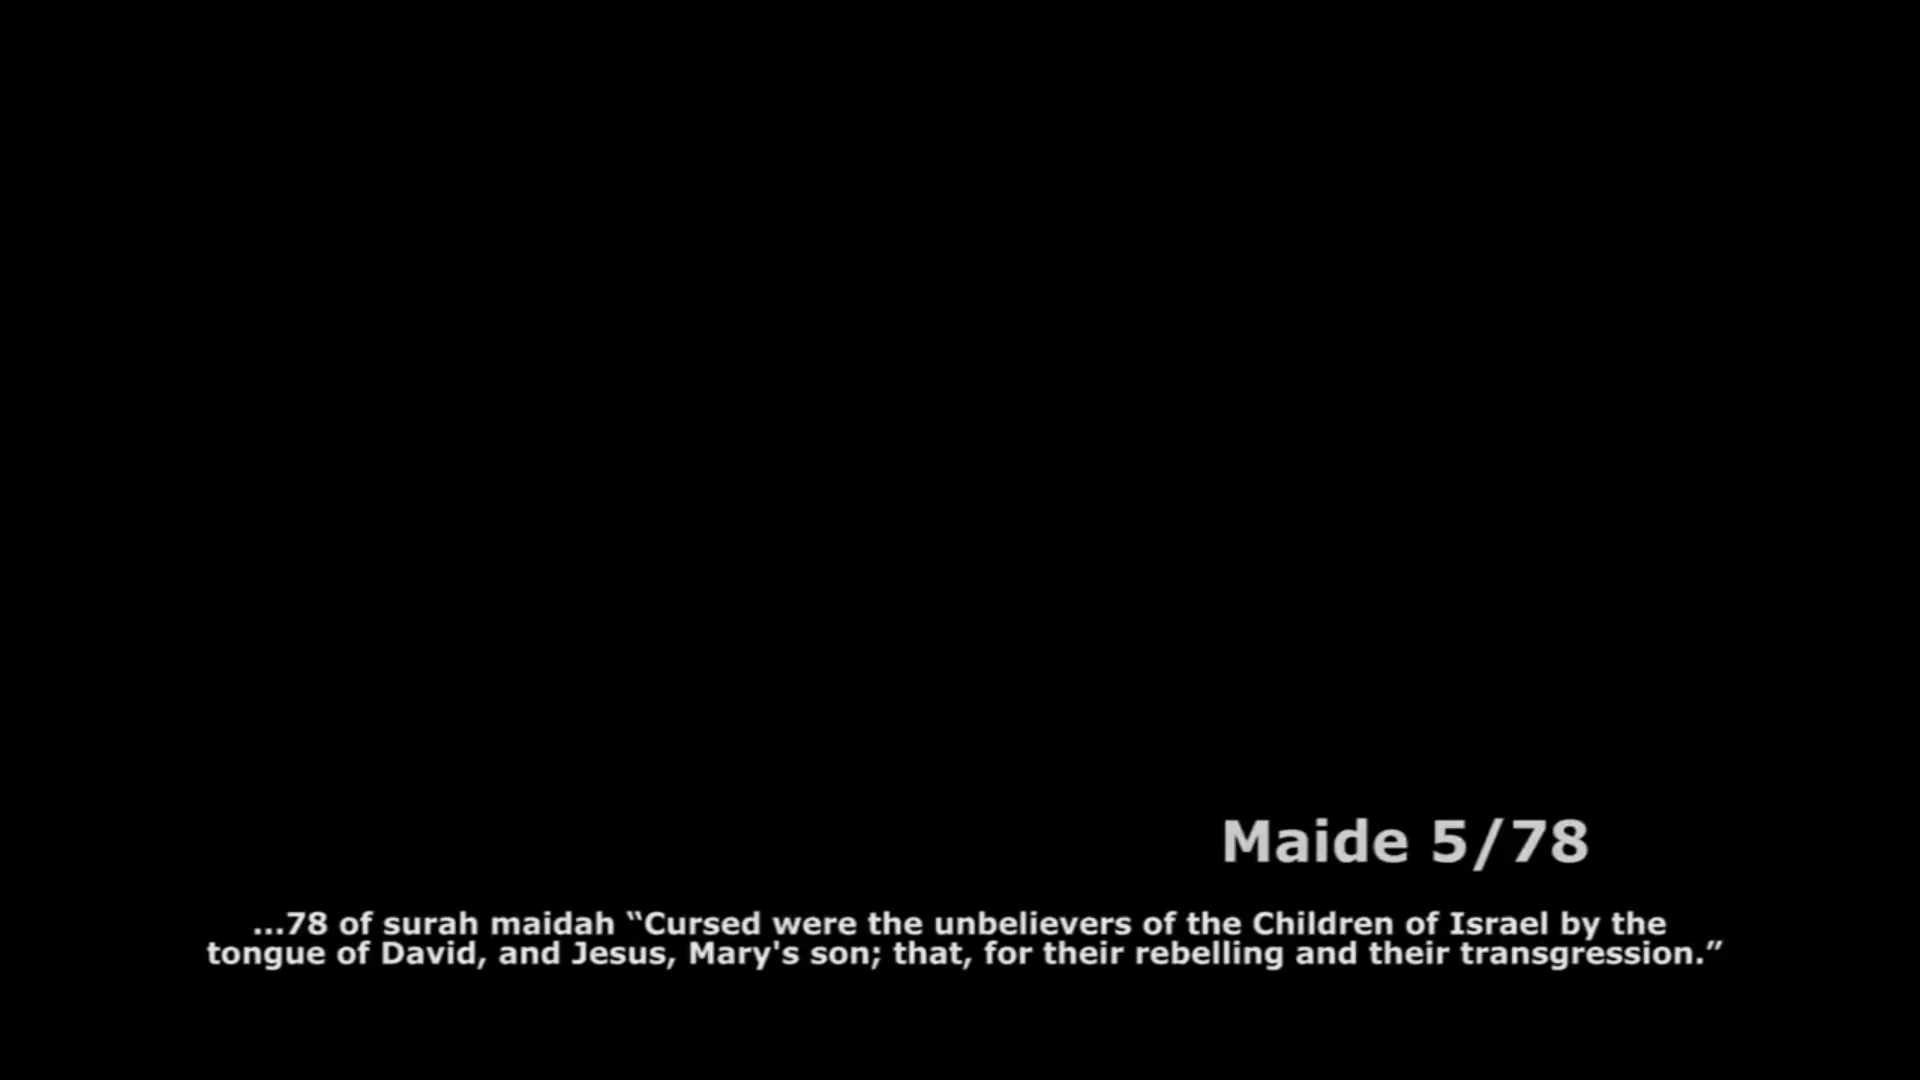 Maide 5/78
...78 of surah maidah “Cursed were the unbelievers of the Children of Israel by the
tongue of David, and Jesus, Mary's son; that, for their rebelling and their transgression.”